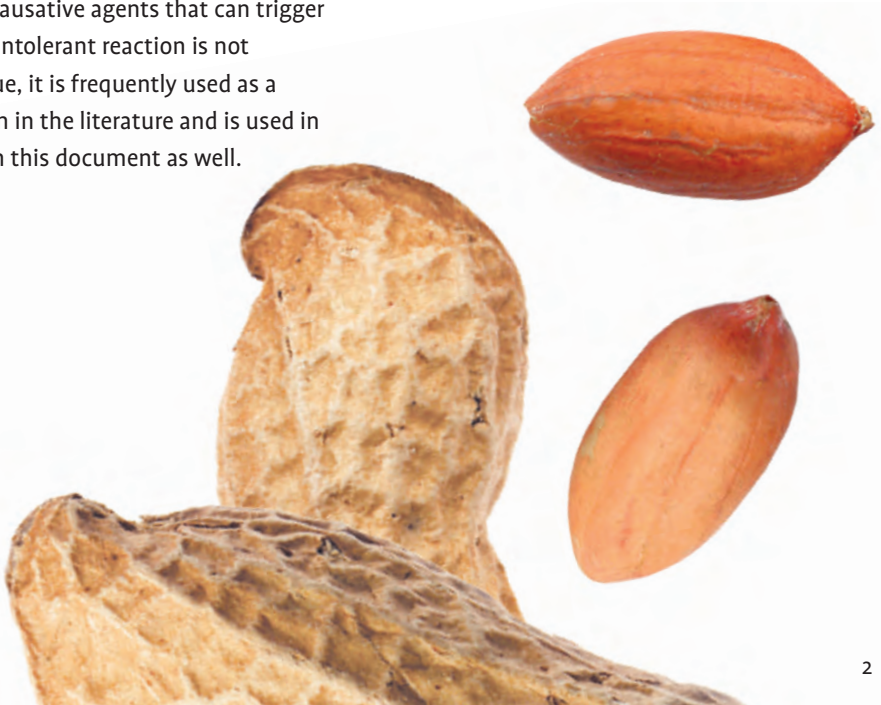 ausative agents that can trigger
intolerant reaction is not
ue, it is frequently used as a
n in the literature and is used in
n this document as well.
2